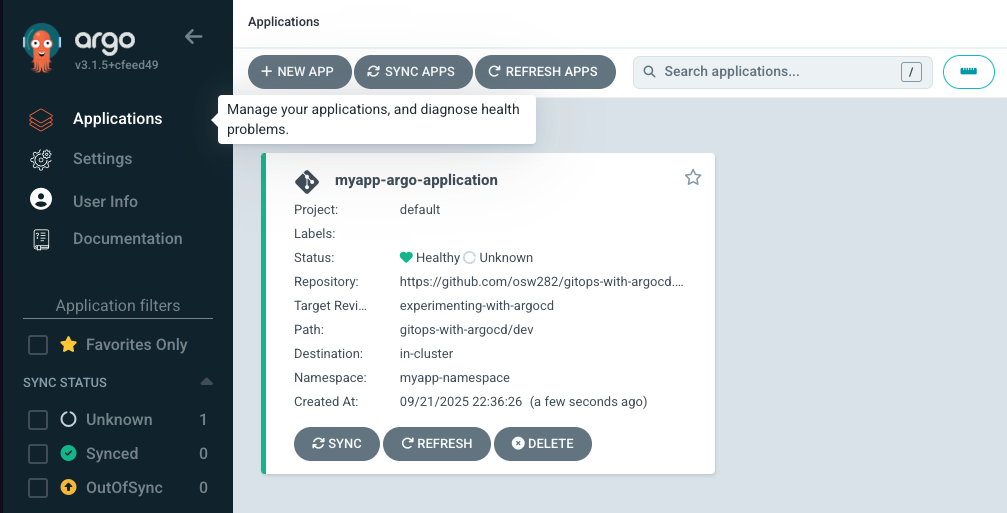 argo
v3.1.5+cfeed49
Applications
Settings
User Info
Documentation
Application filters
Favorites Only
SYNC STATUS
Unknown 1
Synced 0
OutOfSync 0
Applications
NEW APP SYNC APPS REFRESH APPS Search applications... /
Manage your applications, and diagnose health
problems.
myapp-argo-application
Project: default
Labels:
Status: Healthy Unknown
Repository: https://github.com/osw282/gitops-with-argocd....
Target Revi... experimenting-with-argocd
Path: gitops-with-argocd/dev
Destination: in-cluster
Namespace: myapp-namespace
Created At: 09/21/2025 22:36:26 (a few seconds ago)
SYNC REFRESH DELETE